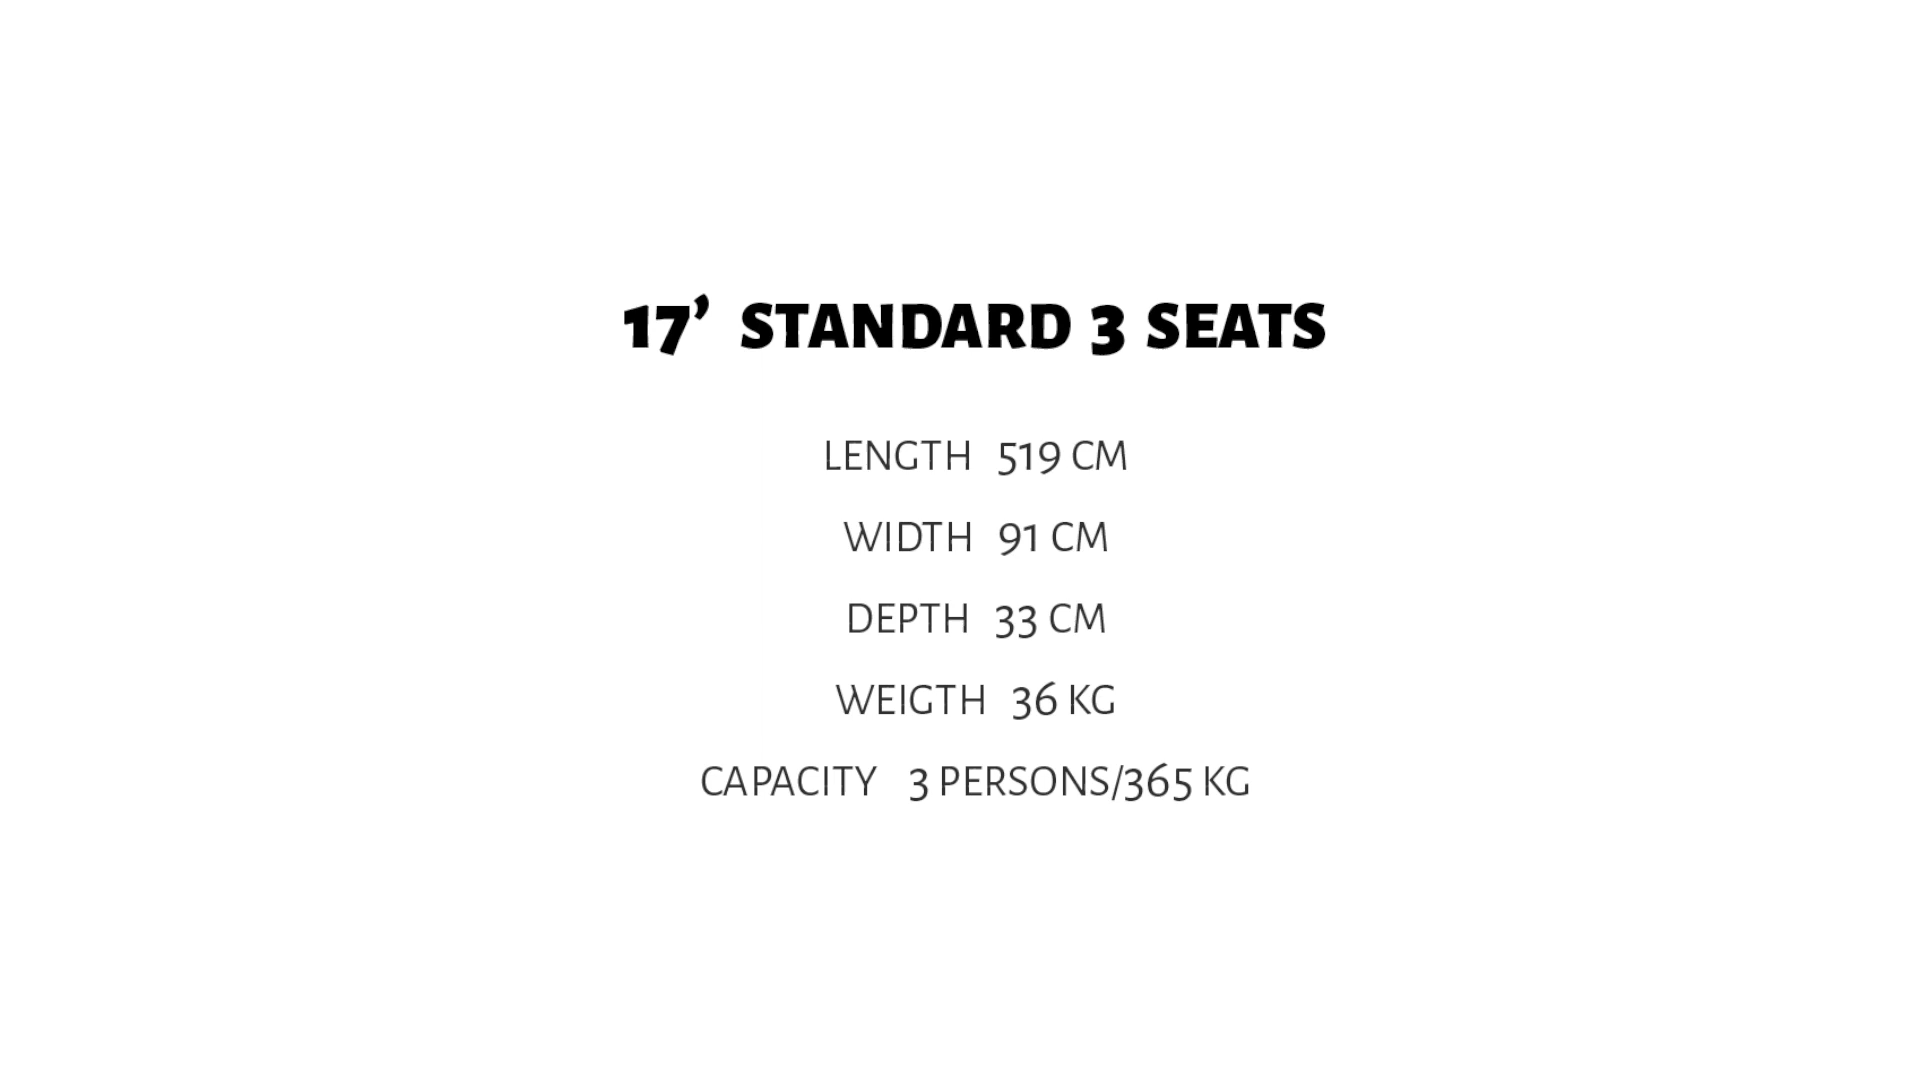 17’ STANDARD 3 SEATS
LENGTH 519 CM
WIDTH 91 CM
DEPTH 33 CM
WEIGTH 36 KG
CAPACITY 3 PERSONS/365 KG